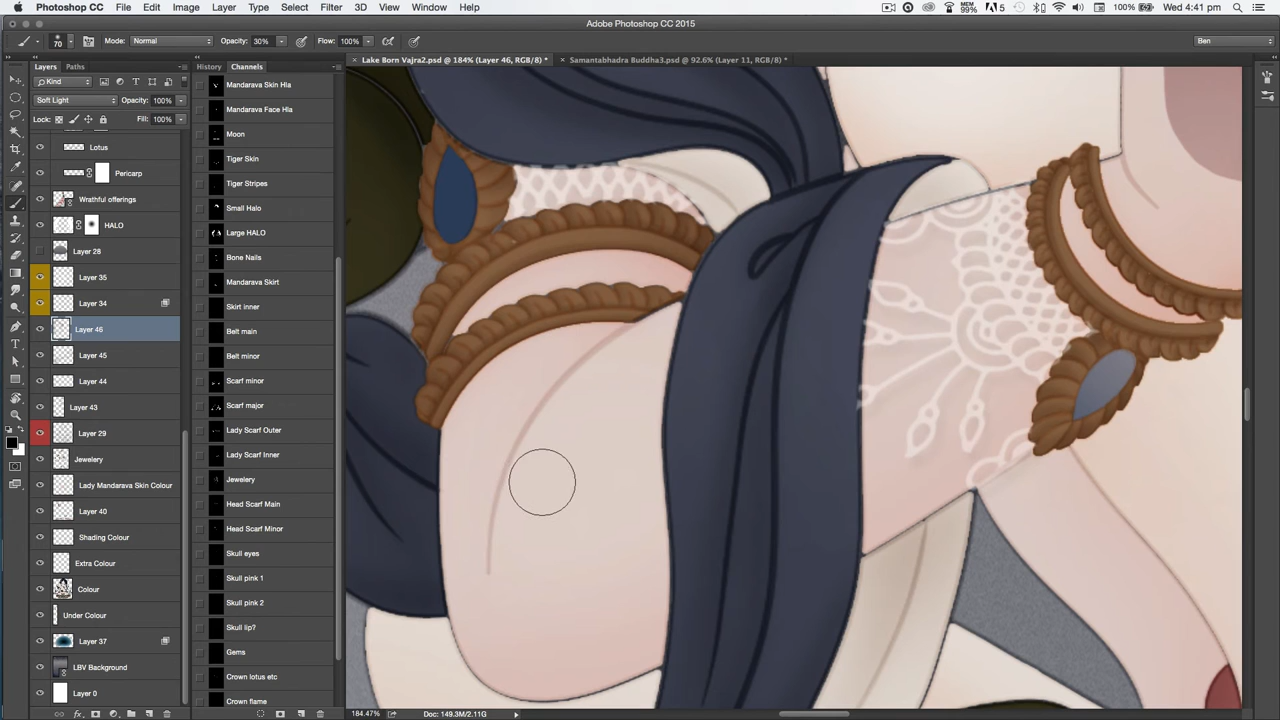 Photoshop CC File Edit Image Layer Type Select Filter 3D View Window Help
MEM 99% 5 100% Wed 4:41 pm
Adobe Photoshop CC 2015
70 Mode: Normal Opacity: 30% Flow: 100% Ben
Layers Paths History Channels × Lake Born Vajra2.psd @ 184% (Layer 46, RGB/8) * × Samantabhadra Buddha3.psd @ 92.6% (Layer 11, RGB/8) *
Kind
Soft Light Opacity: 100%
Lock: Fill: 100%
Lotus
Pericarp
Wrathful offerings
HALO
Layer 28
Layer 35
Layer 34
Layer 46
Layer 45
Layer 44
Layer 43
Layer 29
Jewelery
Lady Mandarava Skin Colour
Layer 40
Shading Colour
Extra Colour
Colour
Under Colour
Layer 37
LBV Background
Layer 0
fx
Mandarava Skin Hla
Mandarava Face Hla
Moon
Tiger Skin
Tiger Stripes
Small Halo
Large HALO
Bone Nails
Mandarava Skirt
Skirt inner
Belt main
Belt minor
Scarf minor
Scarf major
Lady Scarf Outer
Lady Scarf Inner
Jewelery
Head Scarf Main
Head Scarf Minor
Skull eyes
Skull pink 1
Skull pink 2
Skull lip?
Gems
Crown lotus etc
Crown flame
184.47% Doc: 149.3M/2.11G